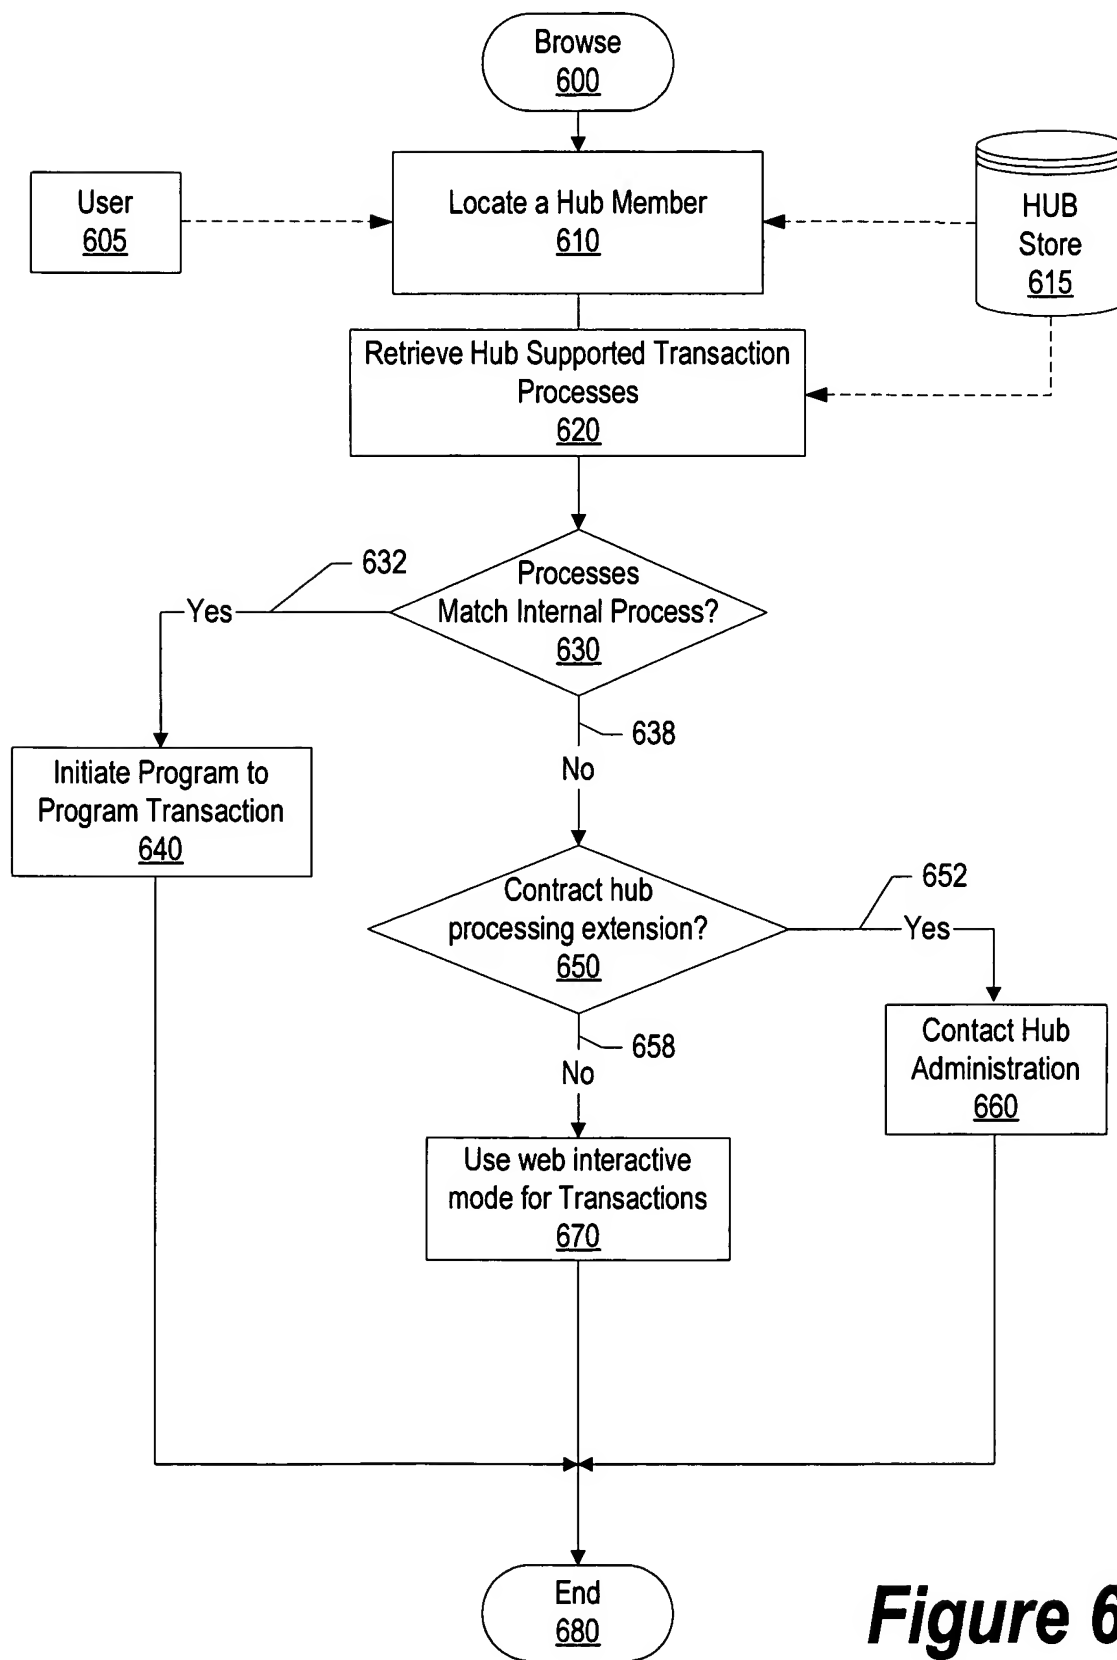 Browse
600
User
605
Locate a Hub Member
610
HUB
Store
615
Retrieve Hub Supported Transaction
Processes
620
632
Yes
Processes
Match Internal Process?
630
638
No
Initiate Program to
Program Transaction
640
Contract hub
processing extension?
650
652
Yes
658
No
Contact Hub
Administration
660
Use web interactive
mode for Transactions
670
End
680
Figure 6